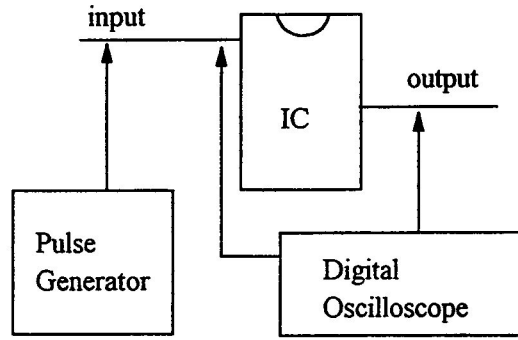 input
output
IC
Pulse
Generator
Digital
Oscilloscope